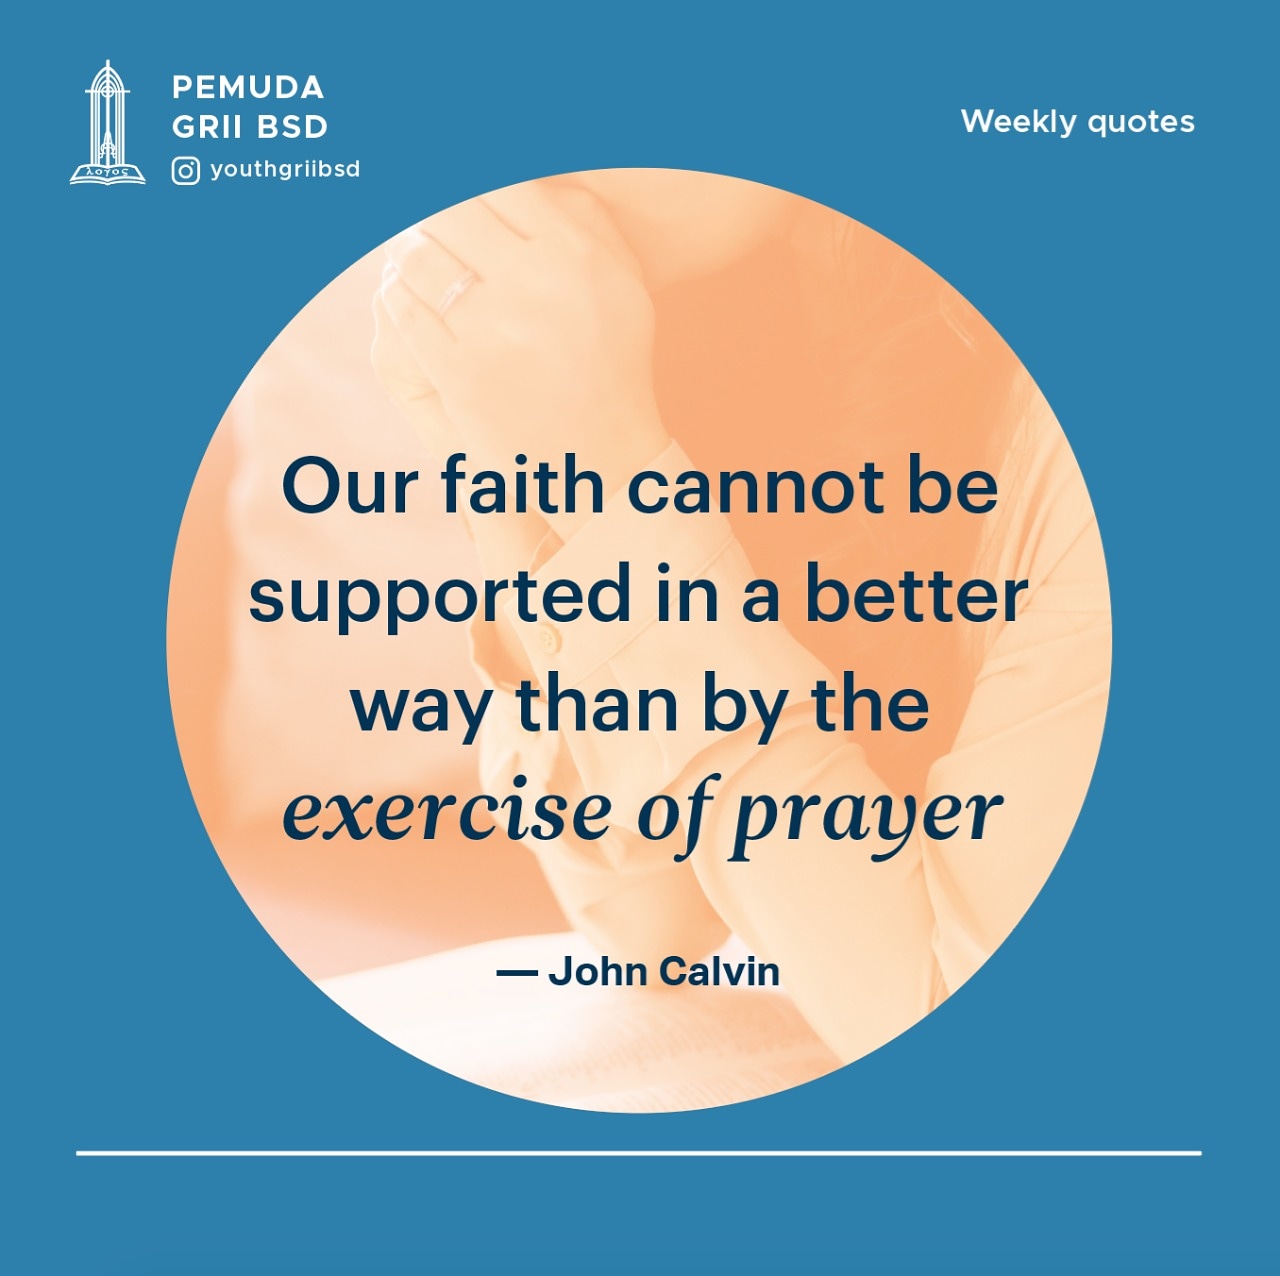 PEMUDA
GRII BSD
youthgriibsd
λογος
Weekly quotes
Our faith cannot be
supported in a better
way than by the
exercise of prayer
— John Calvin